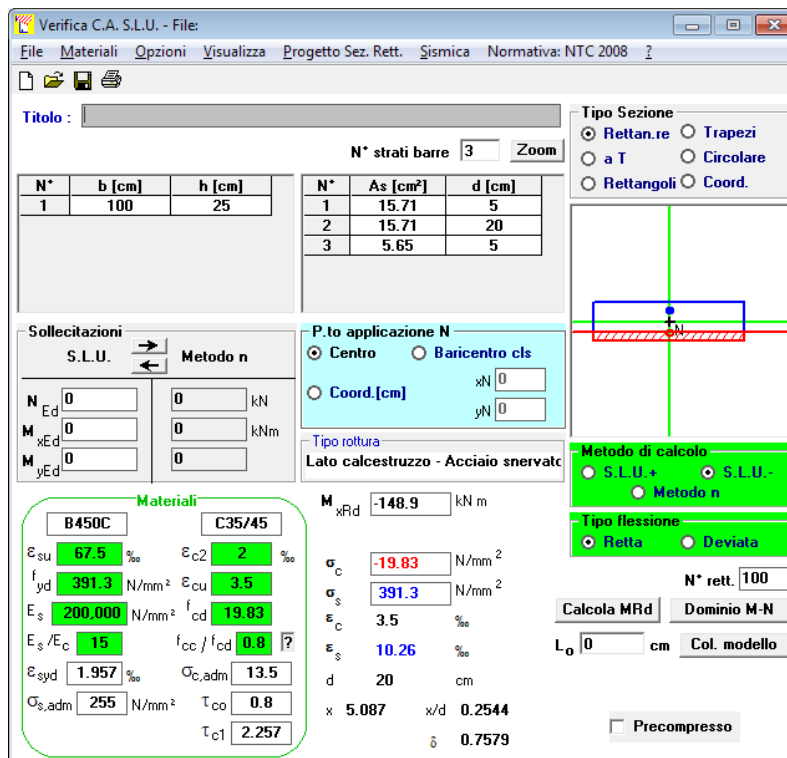 Verifica C.A. S.L.U. - File:
File Materiali Opzioni Visualizza Progetto Sez. Rett. Sismica Normativa: NTC 2008 ?
Titolo :
N° strati barre 3 Zoom
N° b [cm] h [cm]
1 100 25
N° As [cm²] d [cm]
1 15.71 5
2 15.71 20
3 5.65 5
Tipo Sezione
Rettan.re Trapezi
a T Circolare
Rettangoli Coord.
N
Sollecitazioni
S.L.U. Metodo n
N Ed 0 0 kN
M xEd 0 0 kNm
M yEd 0 0
P.to applicazione N
Centro Baricentro cls
Coord.[cm] xN 0
yN 0
Tipo rottura
Lato calcestruzzo - Acciaio snervato
Metodo di calcolo
S.L.U.+ S.L.U.-
Metodo n
Tipo flessione
Retta Deviata
N° rett. 100
Calcola MRd Dominio M-N
L o 0 cm Col. modello
Precompresso
Materiali
B450C C35/45
εsu 67.5 ‰ εc2 2 ‰
fyd 391.3 N/mm² εcu 3.5
Es 200,000 N/mm² fcd 19.83
Es/Ec 15 fcc / fcd 0.8 ?
εsyd 1.957 ‰ σc,adm 13.5
σs,adm 255 N/mm² τco 0.8
τc1 2.257
M xRd -148.9 kN m
σc -19.83 N/mm²
σs 391.3 N/mm²
εc 3.5 ‰
εs 10.26 ‰
d 20 cm
x 5.087 x/d 0.2544
δ 0.7579